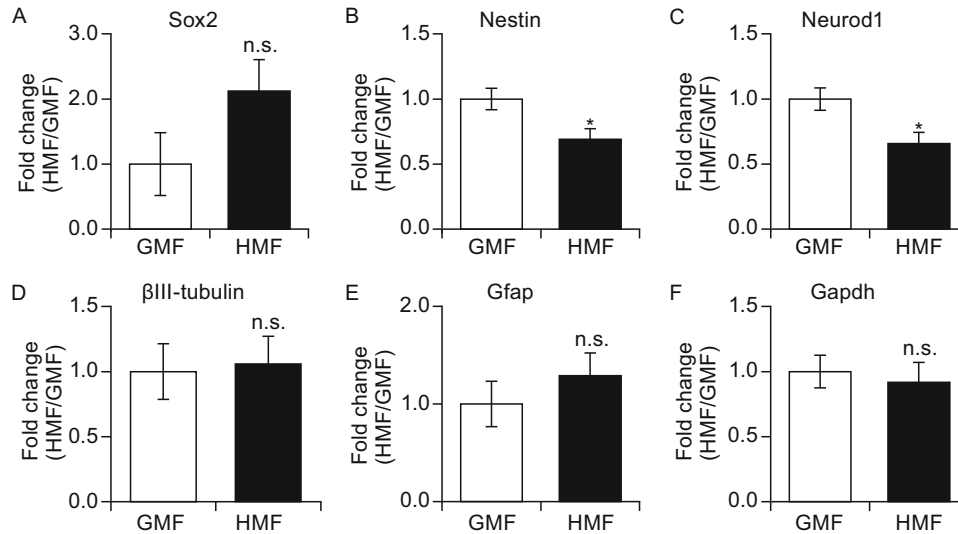 A
Sox2
Fold change
(HMF/GMF)
3.0
2.0
1.0
0.0
n.s.
GMF
HMF
B
Nestin
Fold change
(HMF/GMF)
1.5
1.0
0.5
0.0
*
GMF
HMF
C
Neurod1
Fold change
(HMF/GMF)
1.5
1.0
0.5
0.0
*
GMF
HMF
D
βIII-tubulin
Fold change
(HMF/GMF)
1.5
1.0
0.5
0.0
n.s.
GMF
HMF
E
Gfap
Fold change
(HMF/GMF)
2.0
1.0
0.0
n.s.
GMF
HMF
F
Gapdh
Fold change
(HMF/GMF)
1.5
1.0
0.5
0.0
n.s.
GMF
HMF